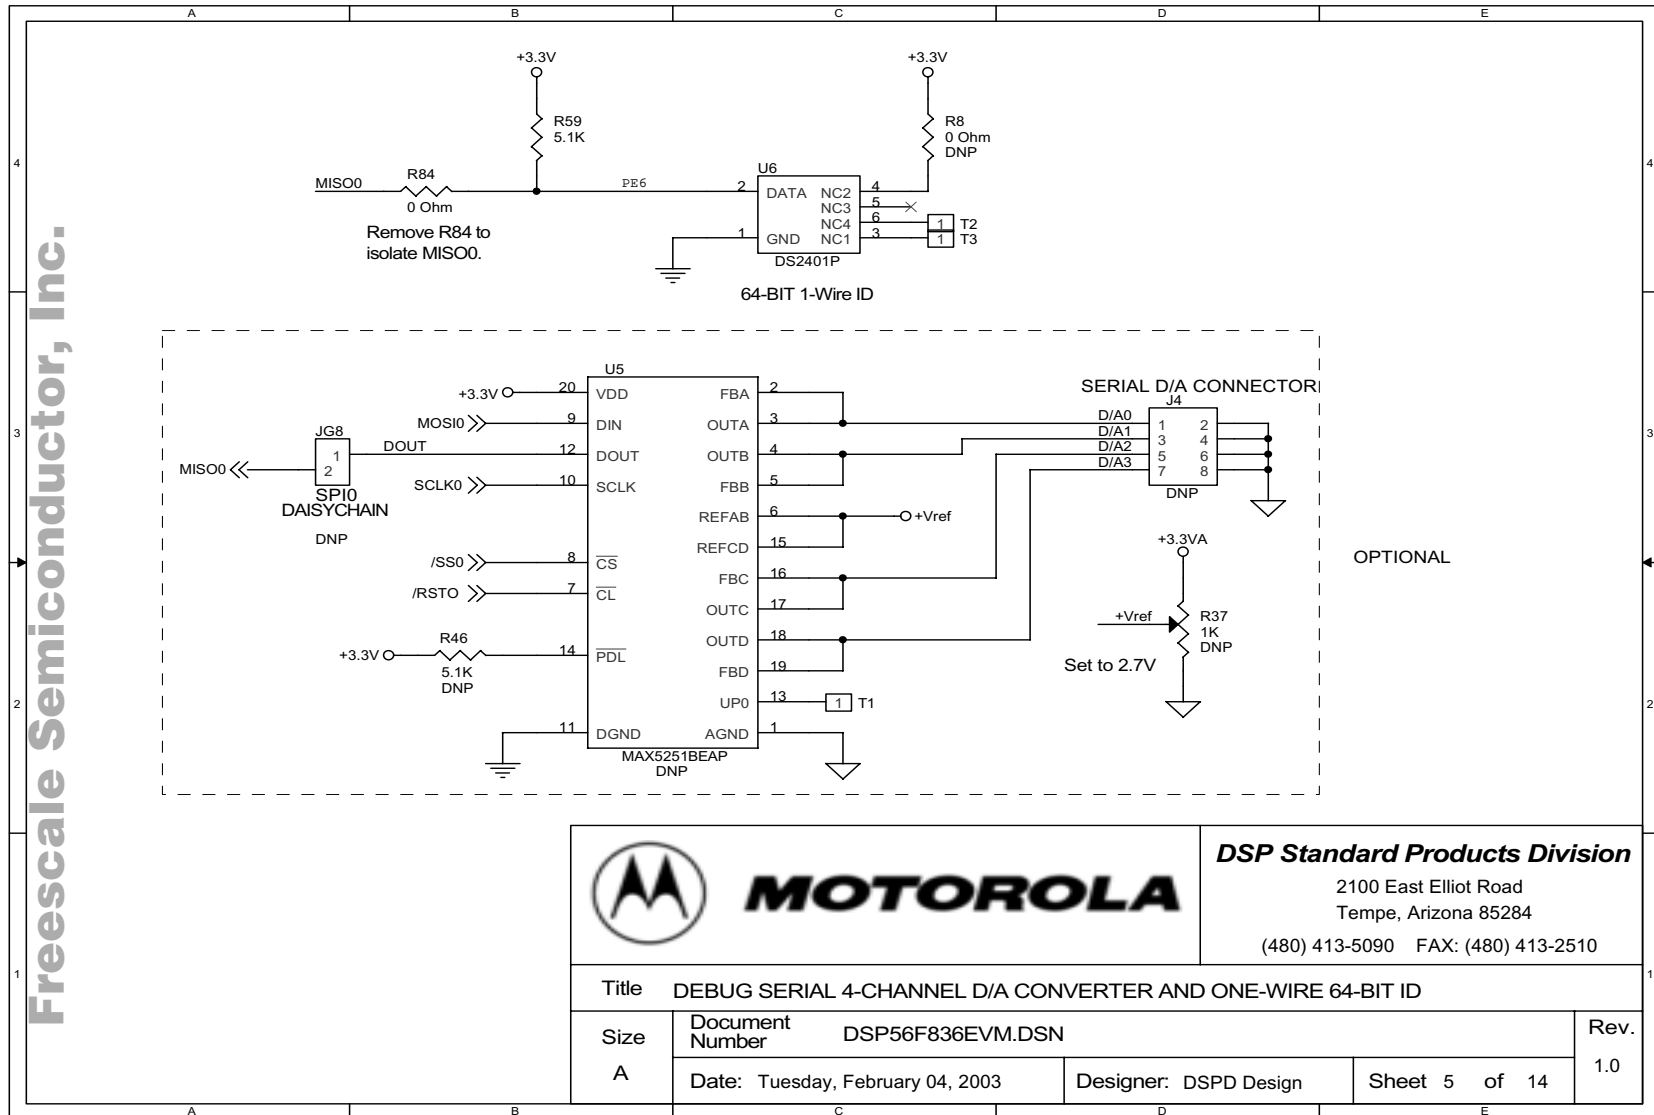 A B C D E
+3.3V +3.3V
R59
5.1K
R8
0 Ohm
DNP
4 4
MISO0 R84
0 Ohm
PE6
Remove R84 to
isolate MISO0.
U6
2 DATA NC2 4
NC3 5
NC4 6 1 T2
1 GND NC1 3 1 T3
DS2401P
64-BIT 1-Wire ID
Freescale Semiconductor, Inc.
3 3
U5
+3.3V 20 VDD FBA 2
MOSI0 9 DIN OUTA 3
DOUT 12 DOUT OUTB 4
SCLK0 10 SCLK FBB 5
REFAB 6 +Vref
REFCD 15
/SS0 8 CS FBC 16
/RSTO 7 CL OUTC 17
OUTD 18
+3.3V R46 14 PDL FBD 19
5.1K
DNP
UP0 13 1 T1
11 DGND AGND 1
MAX5251BEAP
DNP
MISO0 JG8
1
2
SPI0
DAISYCHAIN
DNP
SERIAL D/A CONNECTOR
J4
D/A0 1 2
D/A1 3 4
D/A2 5 6
D/A3 7 8
DNP
+3.3VA
+Vref R37
1K
DNP
Set to 2.7V
OPTIONAL
2 2
MOTOROLA
DSP Standard Products Division
2100 East Elliot Road
Tempe, Arizona 85284
(480) 413-5090 FAX: (480) 413-2510
1 1
Title DEBUG SERIAL 4-CHANNEL D/A CONVERTER AND ONE-WIRE 64-BIT ID
Size
A
Document
Number DSP56F836EVM.DSN
Rev.
1.0
Date: Tuesday, February 04, 2003 Designer: DSPD Design Sheet 5 of 14
A B C D E